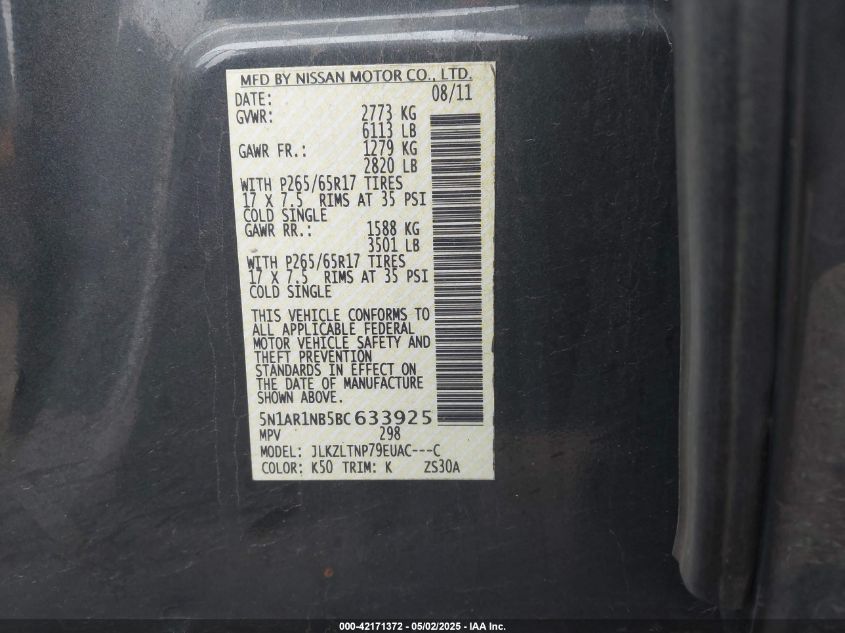 MFD BY NISSAN MOTOR CO., LTD.
DATE: 08/11
GVWR: 2773 KG
6113 LB
GAWR FR.: 1279 KG
2820 LB
WITH P265/65R17 TIRES
17 X 7.5 RIMS AT 35 PSI
COLD SINGLE
GAWR RR.: 1588 KG
3501 LB
WITH P265/65R17 TIRES
17 X 7.5 RIMS AT 35 PSI
COLD SINGLE
THIS VEHICLE CONFORMS TO
ALL APPLICABLE FEDERAL
MOTOR VEHICLE SAFETY AND
THEFT PREVENTION
STANDARDS IN EFFECT ON
THE DATE OF MANUFACTURE
SHOWN ABOVE.
5N1AR1NB5BC633925
MPV 298
MODEL: JLKZLTNP79EUAC---C
COLOR: K50 TRIM: K ZS30A
000-42171372 - 05/02/2025 - IAA Inc.